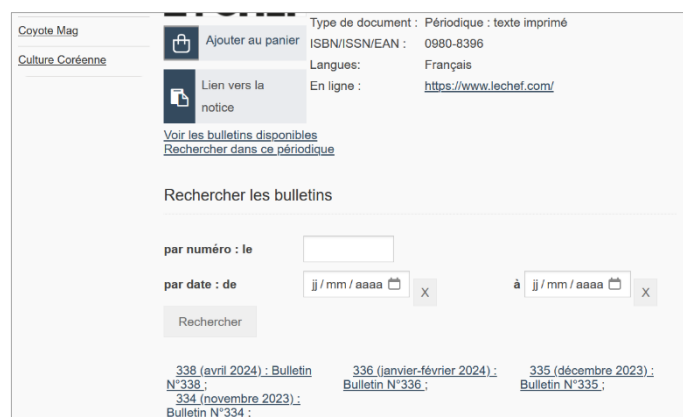 Coyote Mag
Culture Coréenne
Ajouter au panier
Lien vers la
notice
Type de document : Périodique : texte imprimé
ISBN/ISSN/EAN : 0980-8396
Langues: Français
En ligne : https://www.lechef.com/
Voir les bulletins disponibles
Rechercher dans ce périodique
Rechercher les bulletins
par numéro : le
par date : de jj / mm / aaaa X à jj / mm / aaaa X
Rechercher
338 (avril 2024) : Bulletin N°338 ;
336 (janvier-février 2024) : Bulletin N°336 ;
335 (décembre 2023) : Bulletin N°335 ;
334 (novembre 2023) :
Bulletin N°334 ;